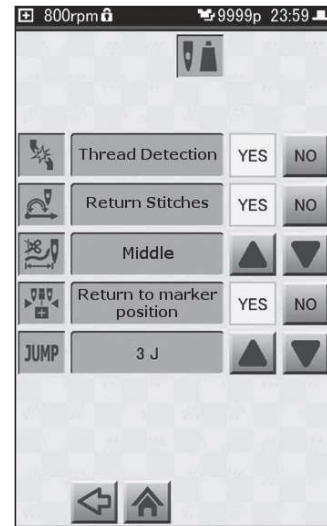 800rpm 9999p 23:59
Thread Detection YES NO
Return Stitches YES NO
Middle
Return to marker
position YES NO
JUMP 3 J